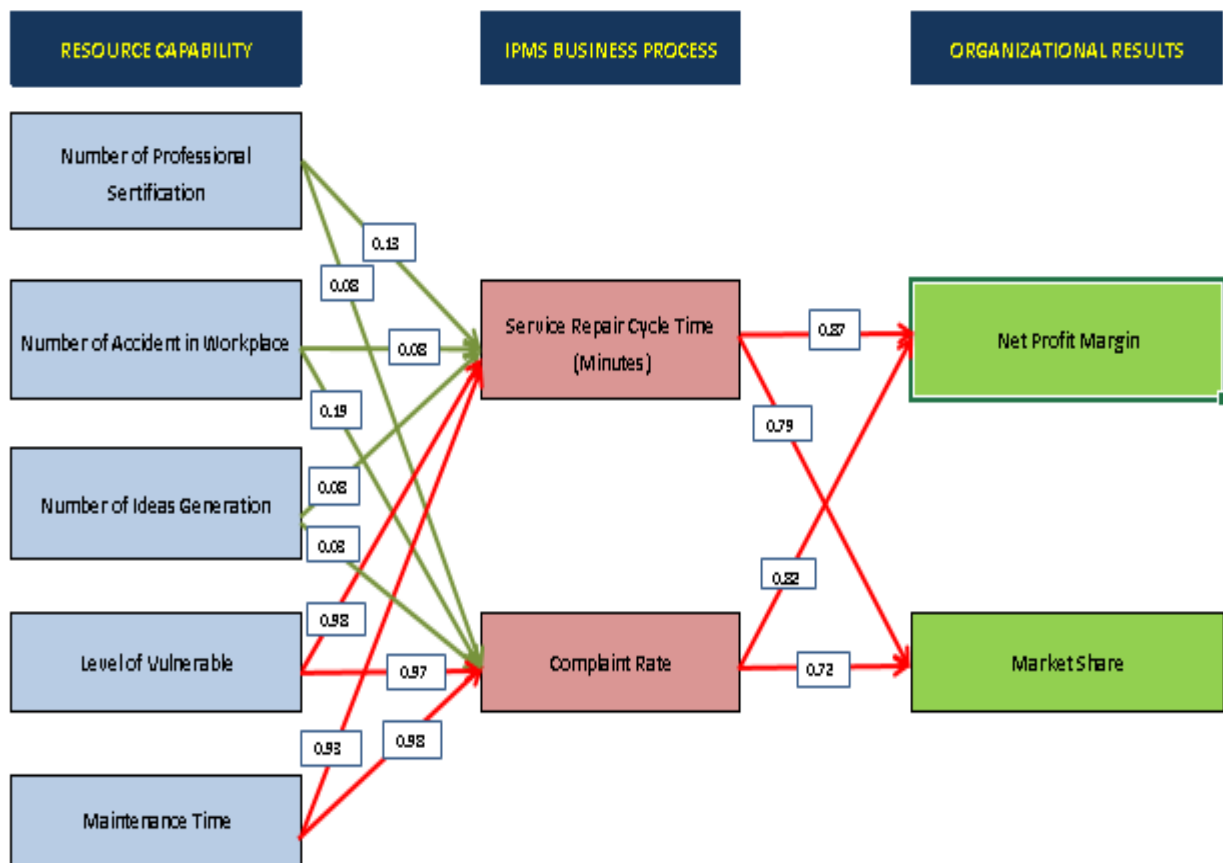 RESOURCE CAPABILITY
IPMS BUSINESS PROCESS
ORGANIZATIONAL RESULTS
Number of Professional
Sertification
0.13
0.08
Number of Accident in Workplace
0.08
Service Repair Cycle Time
(Minutes)
0.87
Net Profit Margin
0.19
0.79
Number of Ideas Generation
0.08
0.08
0.82
0.98
Level of Vulnerable
0.97
Complaint Rate
0.72
Market Share
0.93
0.98
Maintenance Time